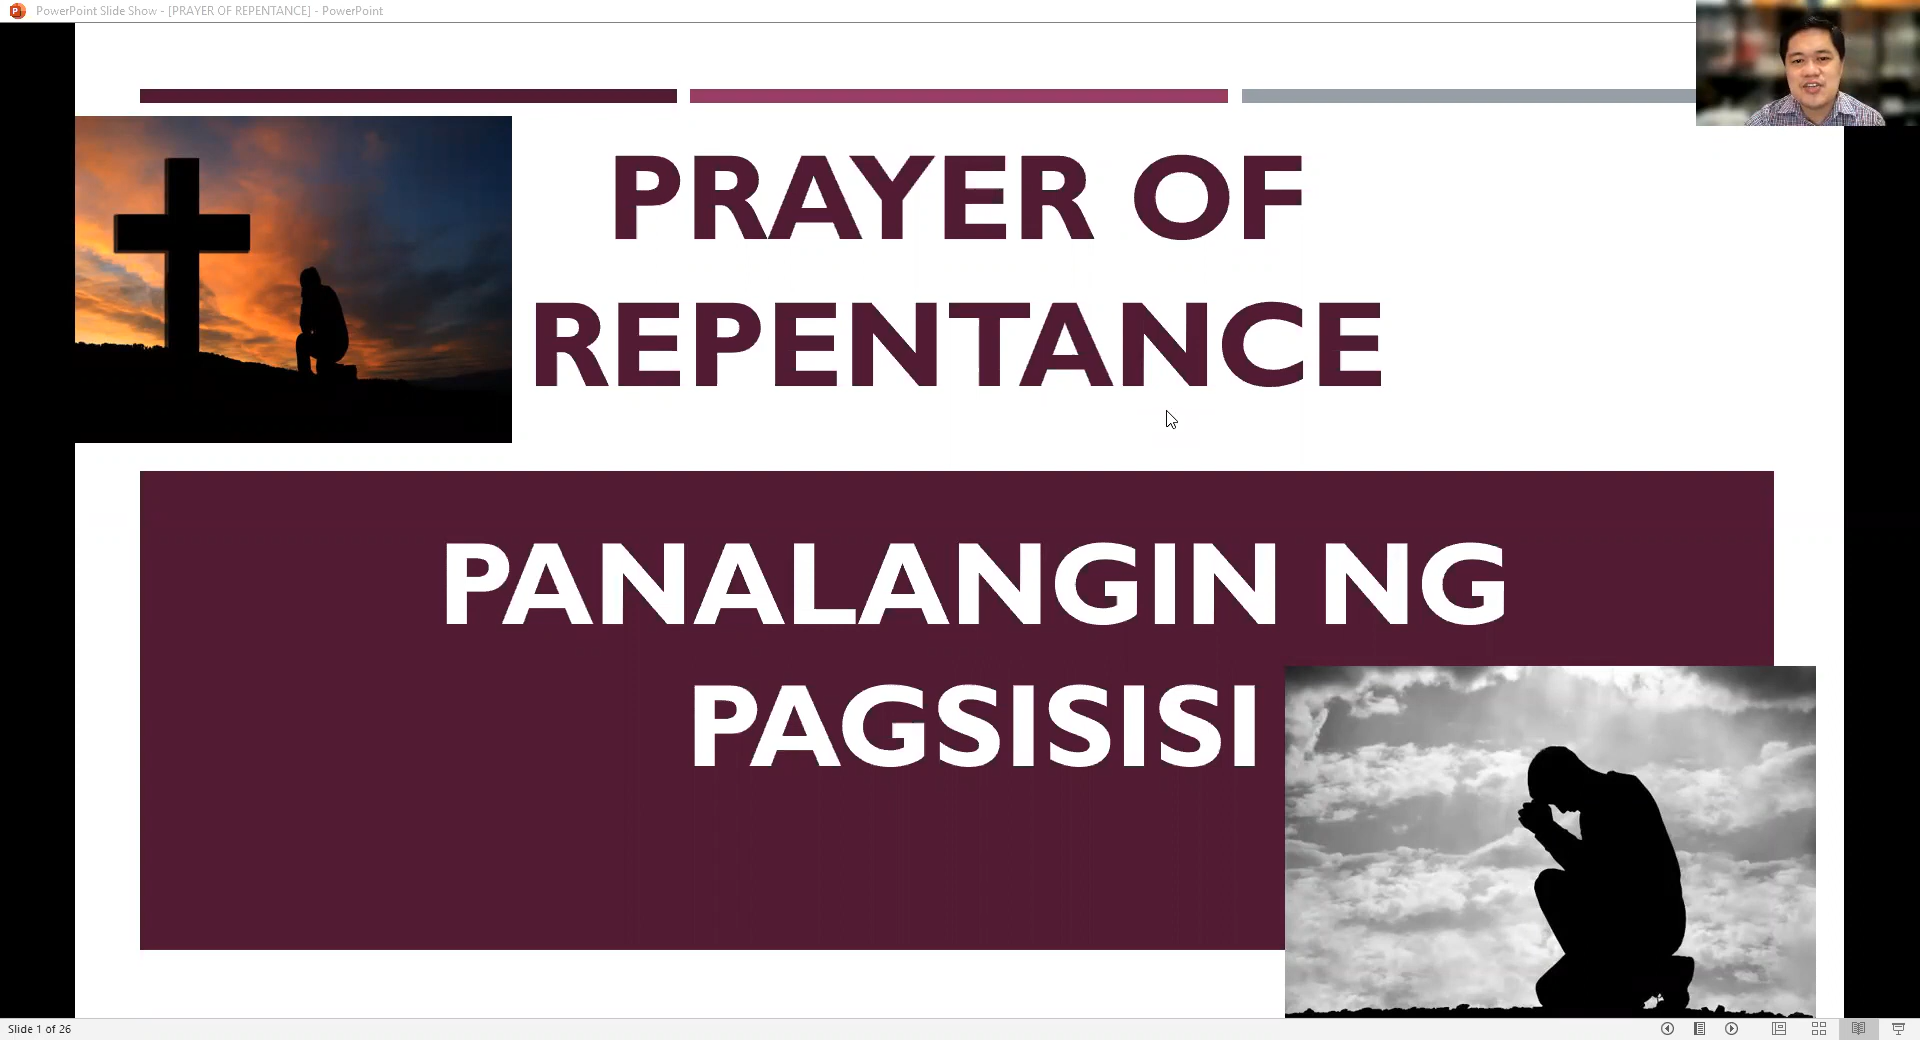 PowerPoint Slide Show - [PRAYER OF REPENTANCE] - PowerPoint
PRAYER OF
REPENTANCE
PANALANGIN NG
PAGSISISI
Slide 1 of 26